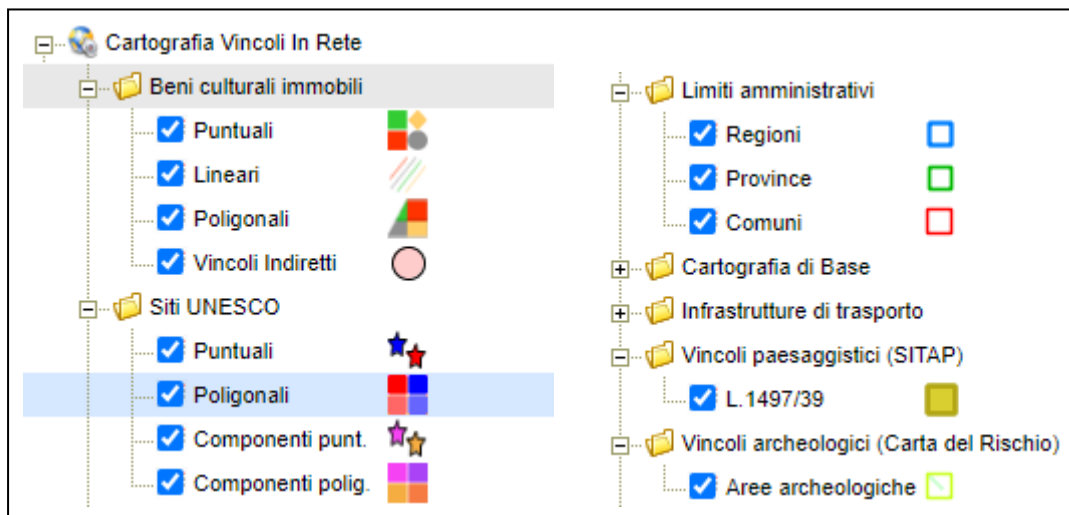 Cartografia Vincoli In Rete
Beni culturali immobili
Puntuali
Lineari
Poligonali
Vincoli Indiretti
Siti UNESCO
Puntuali
Poligonali
Componenti punt.
Componenti polig.
Limiti amministrativi
Regioni
Province
Comuni
Cartografia di Base
Infrastrutture di trasporto
Vincoli paesaggistici (SITAP)
L.1497/39
Vincoli archeologici (Carta del Rischio)
Aree archeologiche